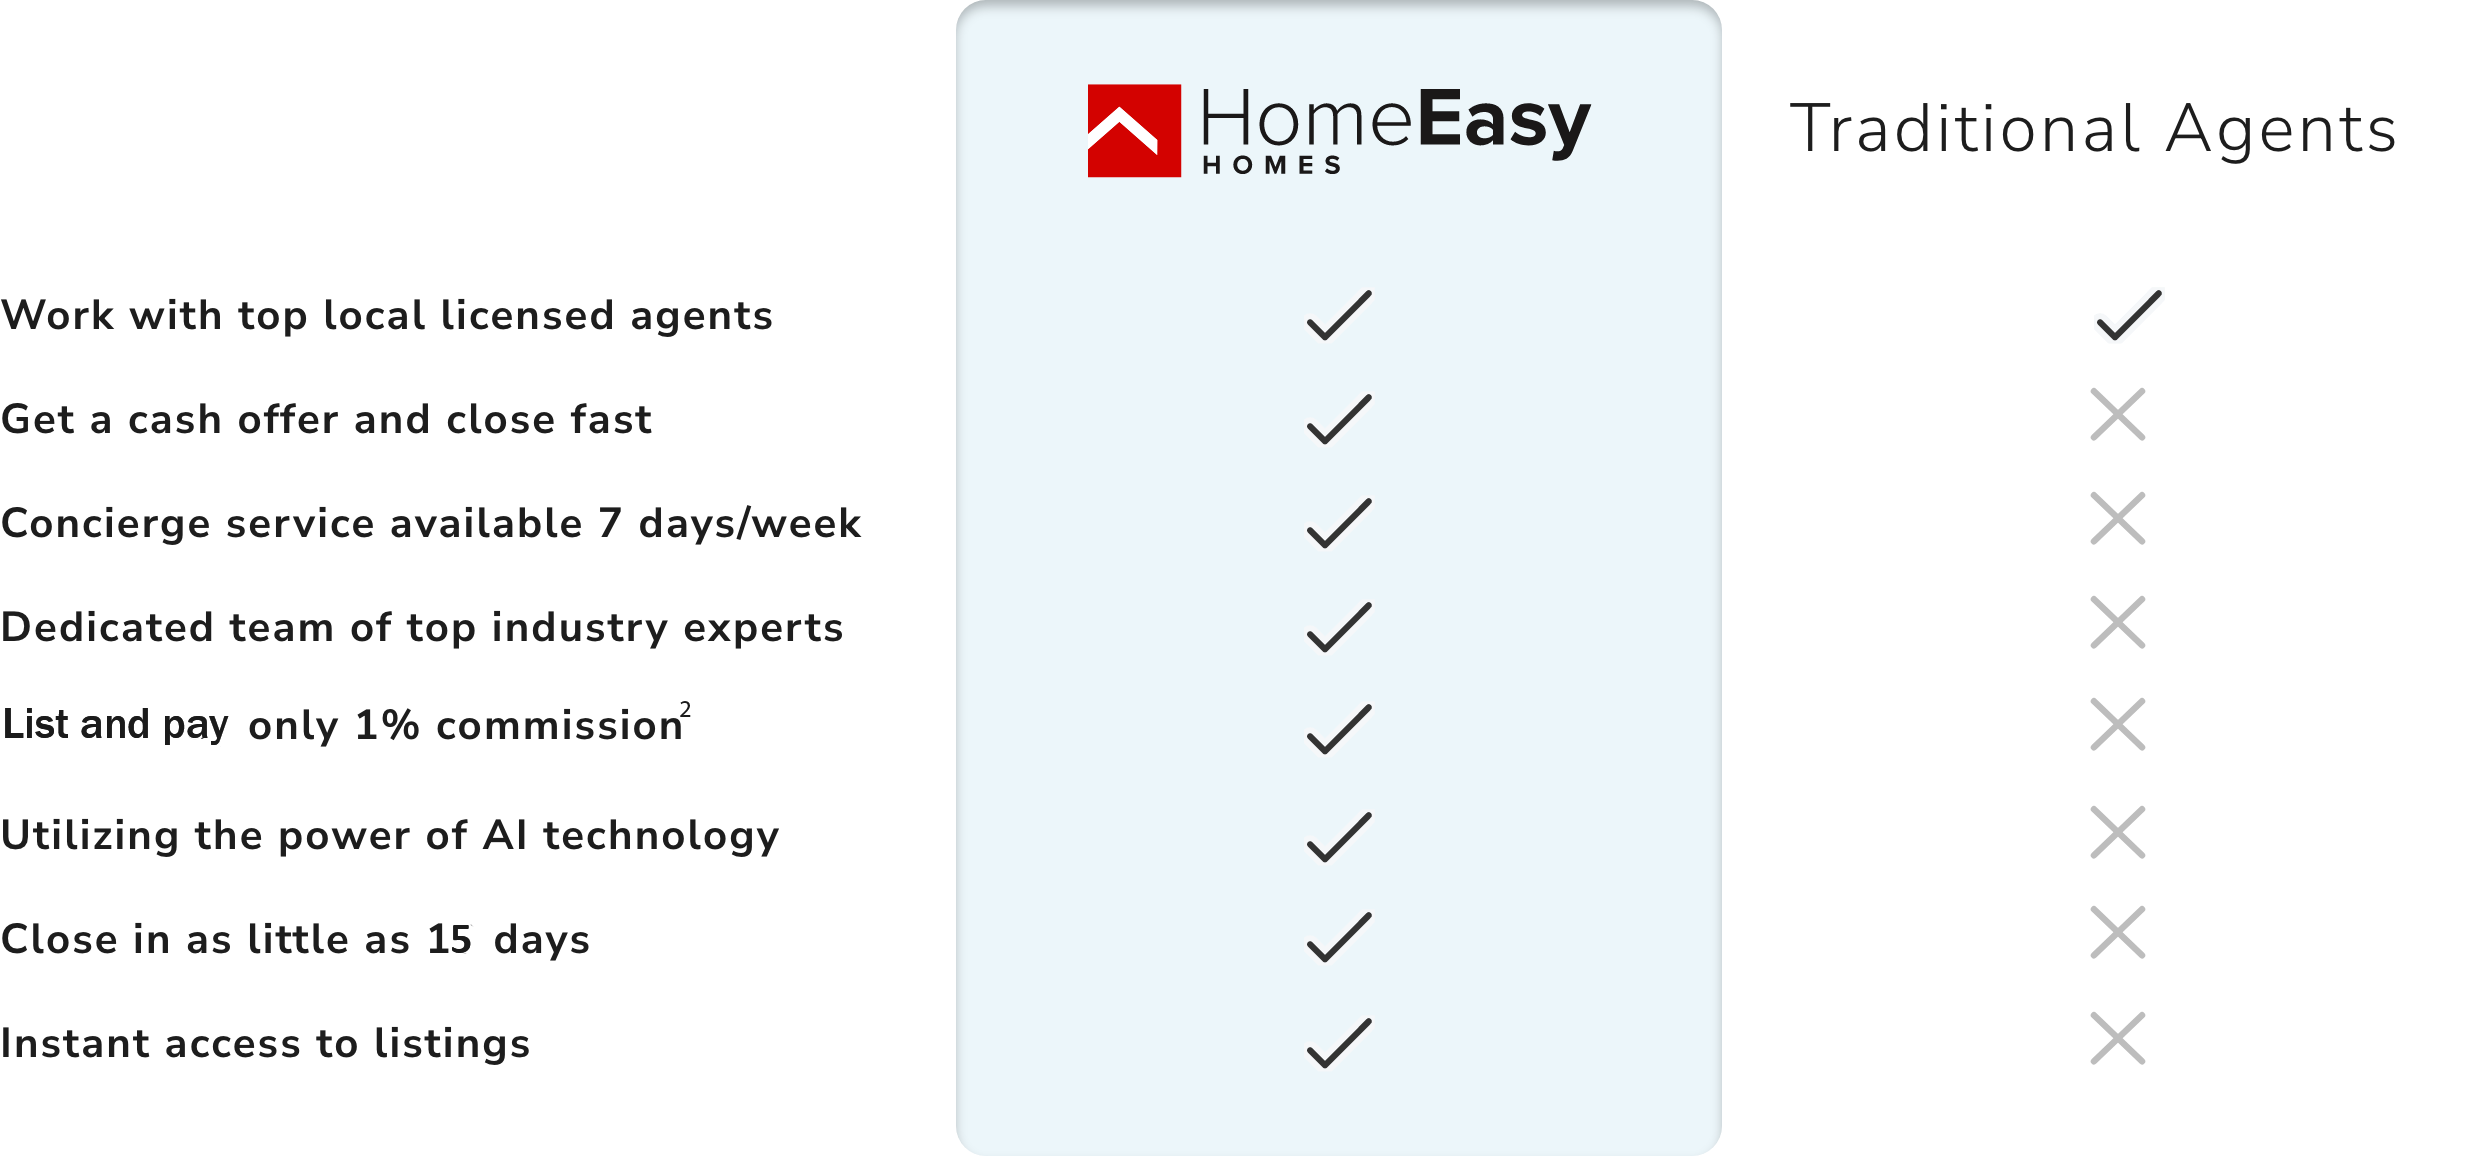 HomeEasy
HOMES
Traditional Agents
Work with top local licensed agents
Get a cash offer and close fast
Concierge service available 7 days/week
Dedicated team of top industry experts
List and pay only 1% commission²
Utilizing the power of AI technology
Close in as little as 15 days
Instant access to listings